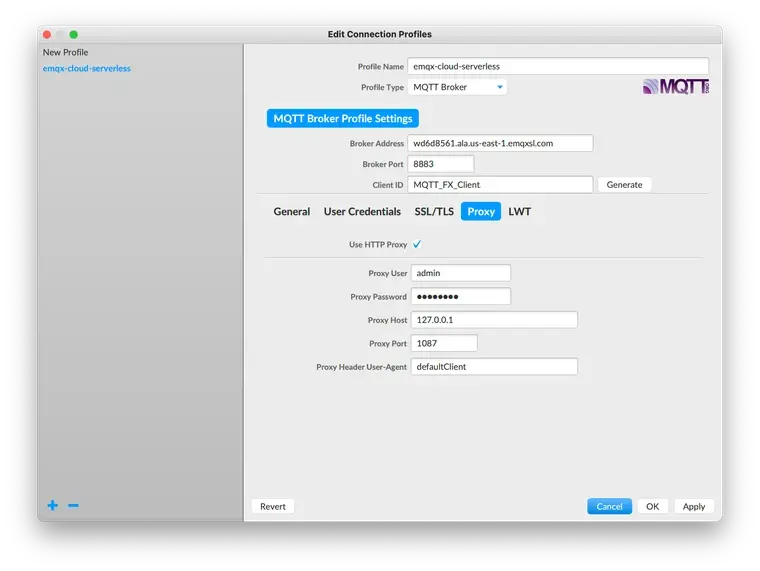 Edit Connection Profiles
New Profile
emqx-cloud-serverless
Profile Name emqx-cloud-serverless
Profile Type MQTT Broker
MQTT.ORG
MQTT Broker Profile Settings
Broker Address wd6d8561.ala.us-east-1.emqxsl.com
Broker Port 8883
Client ID MQTT_FX_Client Generate
General User Credentials SSL/TLS Proxy LWT
Use HTTP Proxy
Proxy User admin
Proxy Password ●●●●●●●●
Proxy Host 127.0.0.1
Proxy Port 1087
Proxy Header User-Agent defaultClient
Revert Cancel OK Apply